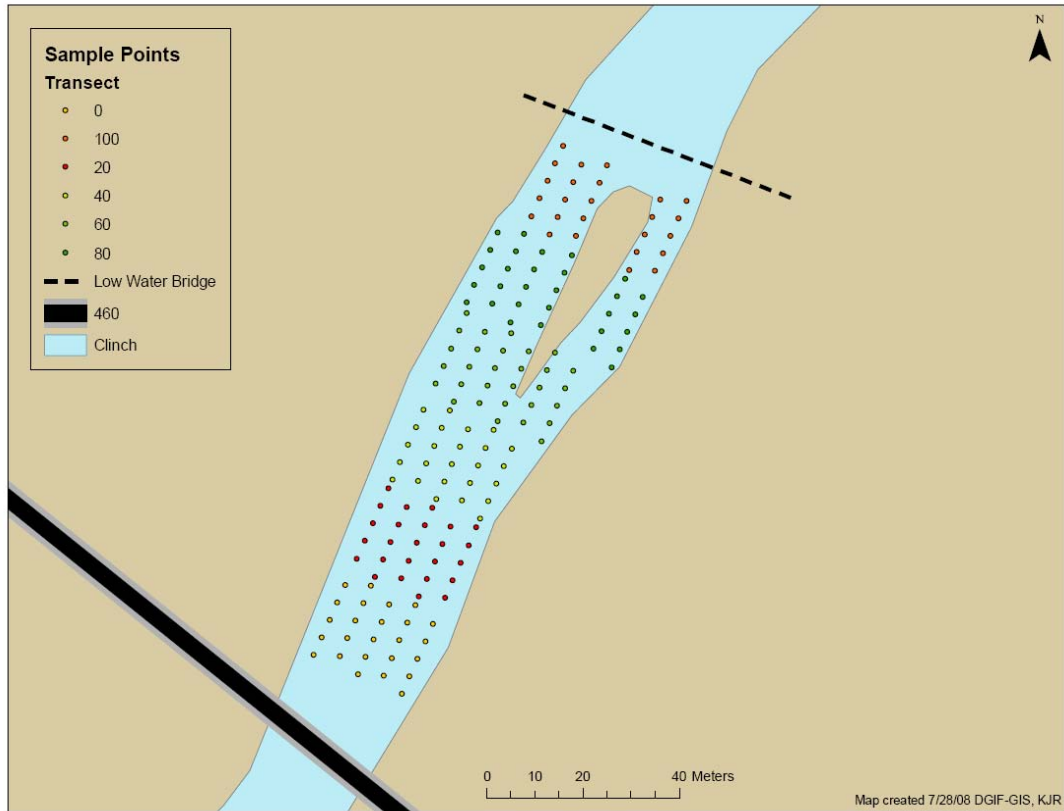 Sample Points
Transect
0
100
20
40
60
80
Low Water Bridge
460
Clinch
N
0 10 20 40 Meters
Map created 7/28/08 DGIF-GIS, KJR